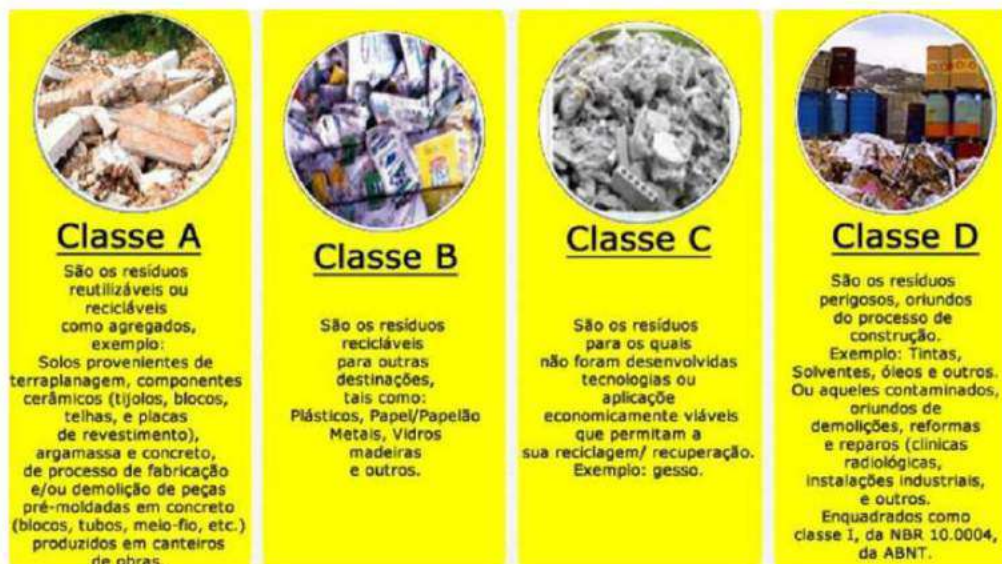 Classe A
São os resíduos
reutilizáveis ou
recicláveis
como agregados,
exemplo:
Solos provenientes de
terraplanagem, componentes
cerâmicos (tijolos, blocos,
telhas, e placas
de revestimento),
argamassa e concreto,
de processo de fabricação
e/ou demolição de peças
pré-moldadas em concreto
(blocos, tubos, meio-fio, etc.)
produzidos em canteiros
de obras.
Classe B
São os resíduos
recicláveis
para outras
destinações,
tais como:
Plásticos, Papel/Papelão
Metais, Vidros
madeiras
e outros.
Classe C
São os resíduos
para os quais
não foram desenvolvidas
tecnologias ou
aplicaçõe
economicamente viáveis
que permitam a
sua reciclagem/ recuperação.
Exemplo: gesso.
Classe D
São os resíduos
perigosos, oriundos
do processo de
construção.
Exemplo: Tintas,
Solventes, óleos e outros.
Ou aqueles contaminados,
oriundos de
demolições, reformas
e reparos (clinicas
radiológicas,
instalações industriais,
e outros.
Enquadrados como
classe I, da NBR 10.0004,
da ABNT.